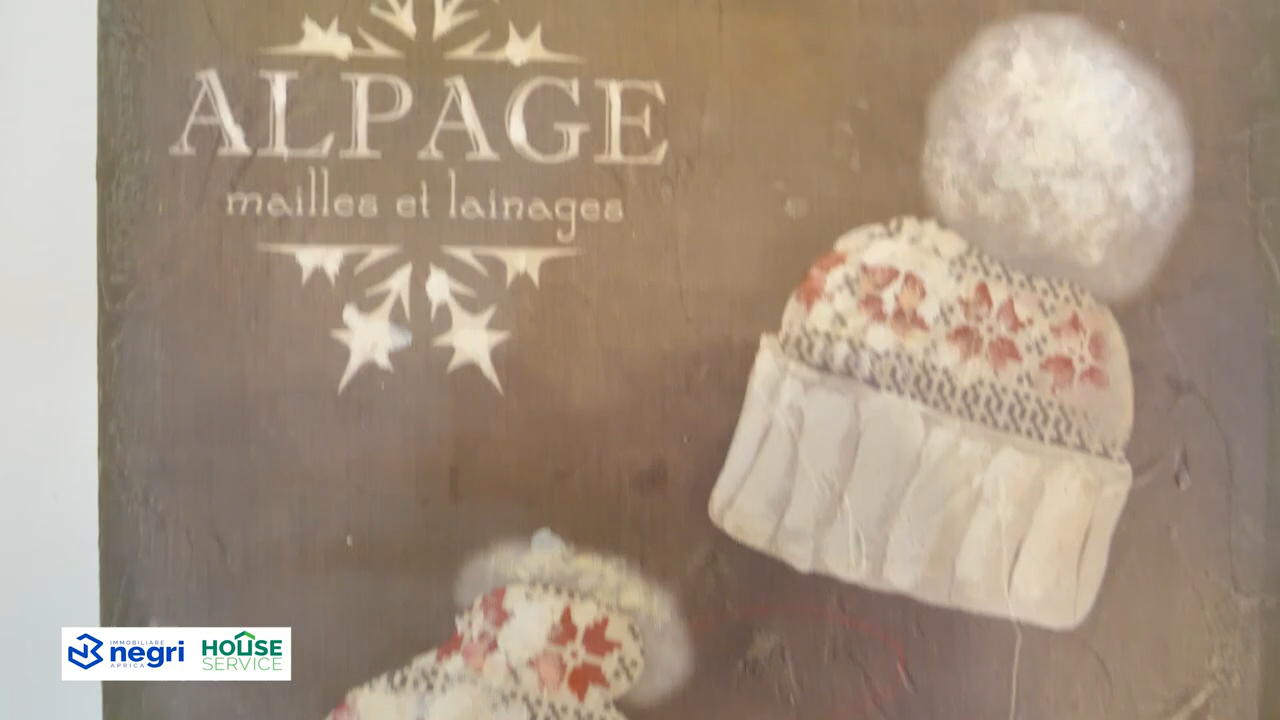 ALPAGE
mailles et lainages
IMMOBILIARE
negri
APRICA
HOUSE
SERVICE